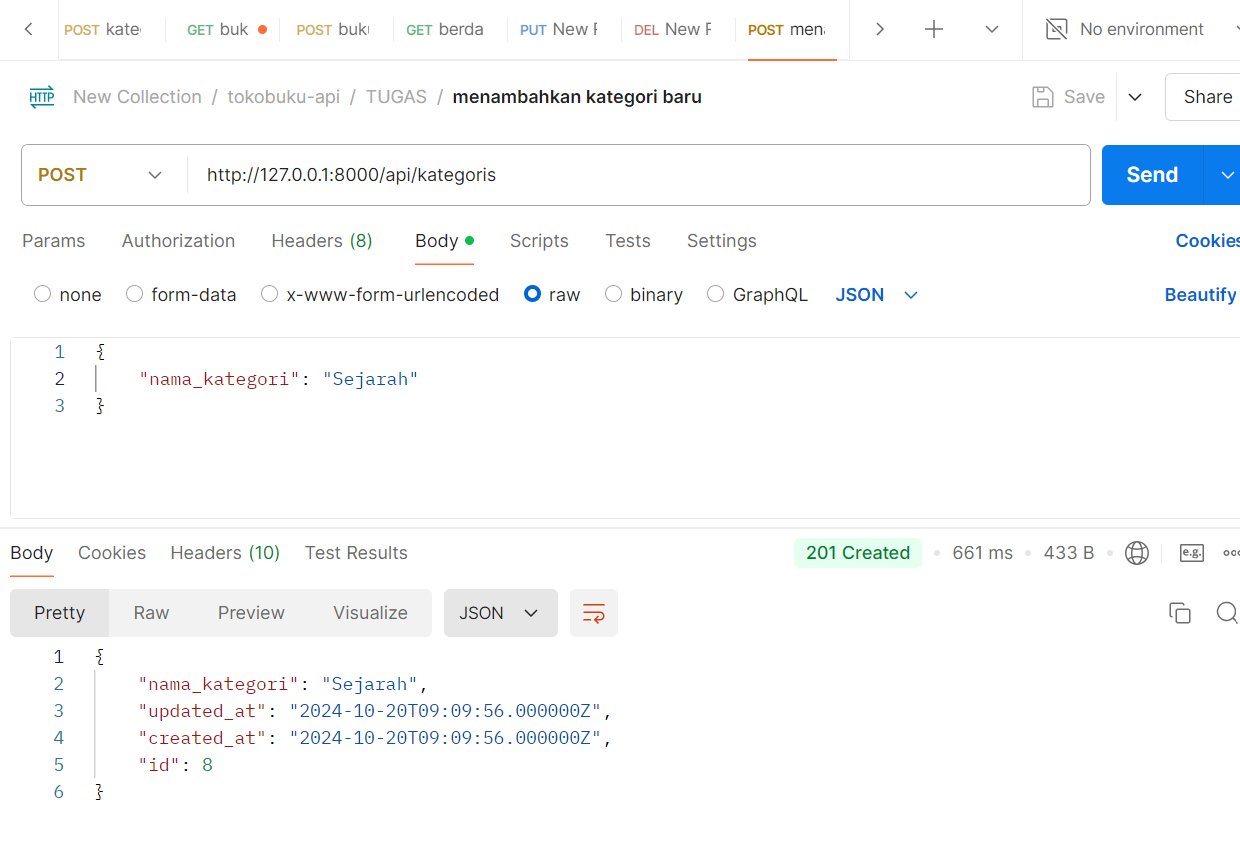 POST kate GET buk POST buk GET berda PUT New DEL New POST men No environment
HTTP New Collection / tokobuku-api / TUGAS / menambahkan kategori baru Save Share
POST http://127.0.0.1:8000/api/kategoris Send
Params Authorization Headers (8) Body Scripts Tests Settings Cookies
none form-data x-www-form-urlencoded raw binary GraphQL JSON Beautify
1 {
2 "nama_kategori": "Sejarah"
3 }
Body Cookies Headers (10) Test Results 201 Created 661 ms 433 B e.g.
Pretty Raw Preview Visualize JSON
1 {
2 "nama_kategori": "Sejarah",
3 "updated_at": "2024-10-20T09:09:56.000000Z",
4 "created_at": "2024-10-20T09:09:56.000000Z",
5 "id": 8
6 }